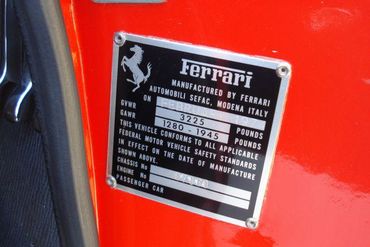 Ferrari
MANUFACTURED BY FERRARI
AUTOMOBILI SEFAC, MODENA ITALY
ON
GVWR 3225 POUNDS
GAWR 1280 - 1945 POUNDS
THIS VEHICLE CONFORMS TO ALL APPLICABLE
FEDERAL MOTOR VEHICLE SAFETY STANDARDS
IN EFFECT ON THE DATE OF MANUFACTURE
SHOWN ABOVE.
CHASSIS No
ENGINE No
PASSENGER CAR